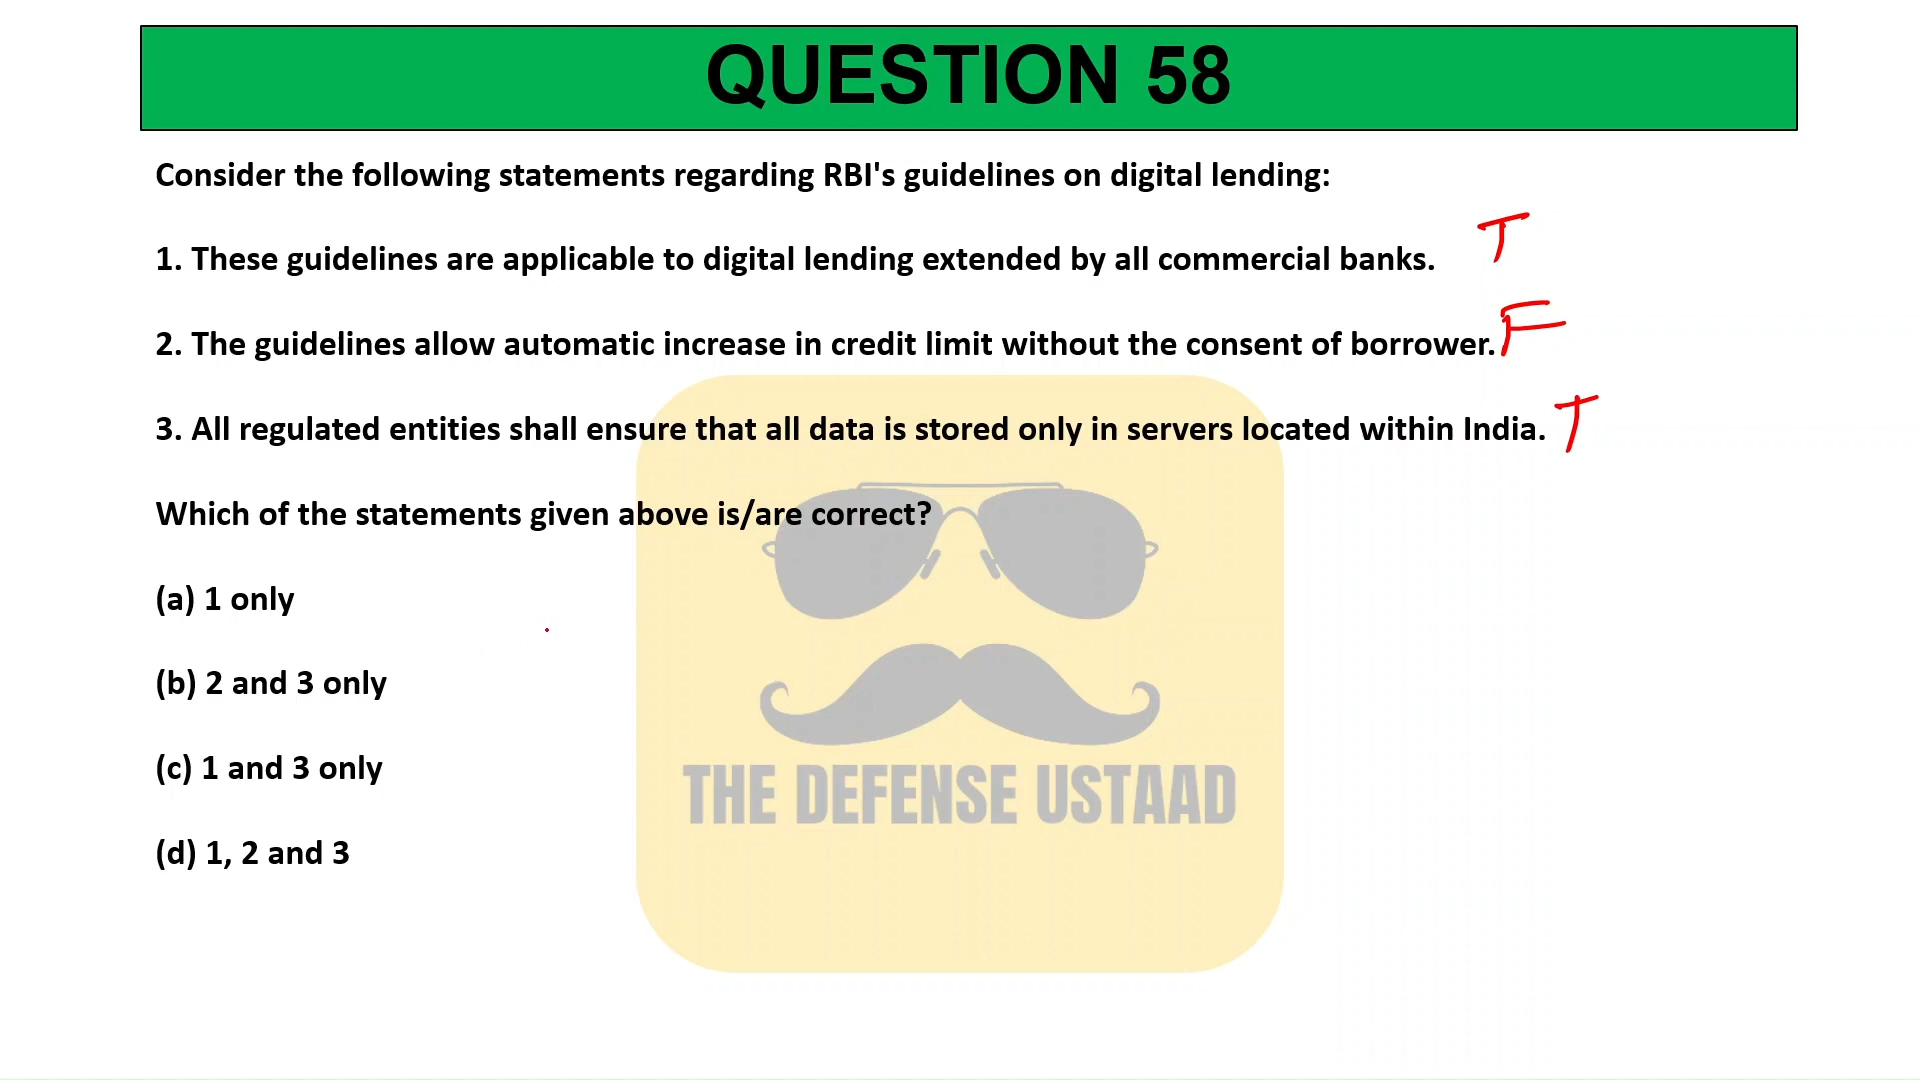 QUESTION 58
Consider the following statements regarding RBI's guidelines on digital lending:
1. These guidelines are applicable to digital lending extended by all commercial banks. T
2. The guidelines allow automatic increase in credit limit without the consent of borrower. F
3. All regulated entities shall ensure that all data is stored only in servers located within India. T
Which of the statements given above is/are correct?
(a) 1 only
(b) 2 and 3 only
(c) 1 and 3 only
THE DEFENSE USTAAD
(d) 1, 2 and 3